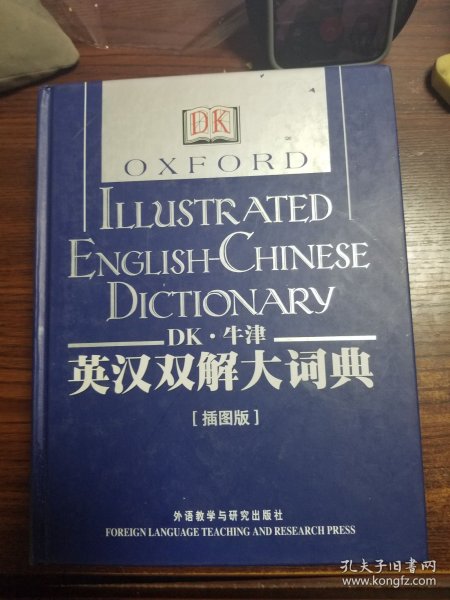 DK
OXFORD
ILLUSTRATED
ENGLISH-CHINESE
DICTIONARY
DK·牛津
英汉双解大词典
[插图版]
外语教学与研究出版社
FOREIGN LANGUAGE TEACHING AND RESEARCH PRESS
孔夫子旧书网
www.kongfz.com